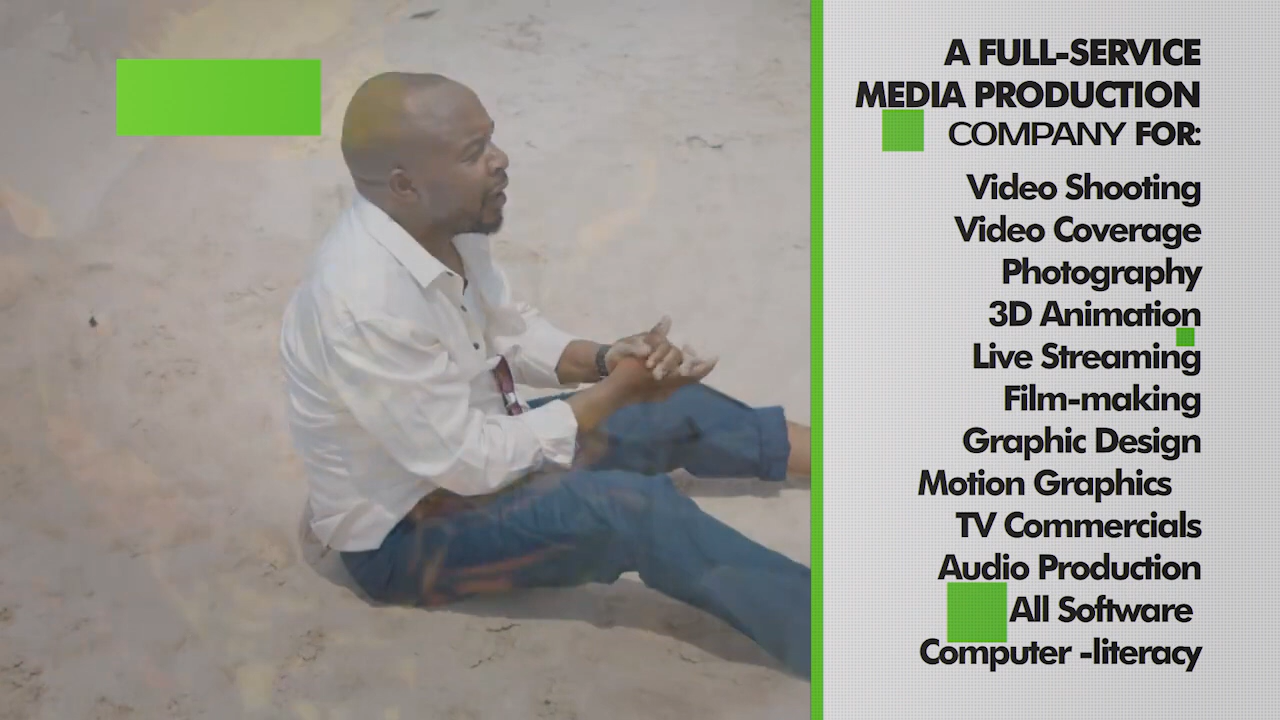 A FULL-SERVICE
MEDIA PRODUCTION
COMPANY FOR:
Video Shooting
Video Coverage
Photography
3D Animation
Live Streaming
Film-making
Graphic Design
Motion Graphics
TV Commercials
Audio Production
All Software
Computer -literacy